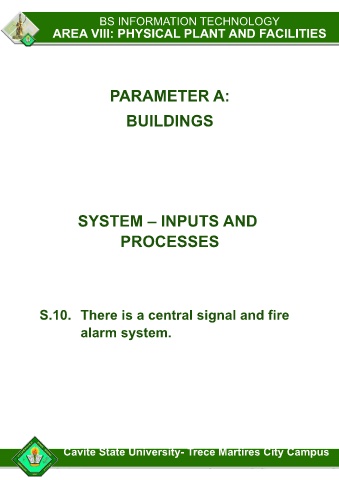 BS INFORMATION TECHNOLOGY
AREA VIII: PHYSICAL PLANT AND FACILITIES
PARAMETER A:
BUILDINGS
SYSTEM – INPUTS AND
PROCESSES
S.10. There is a central signal and fire
alarm system.
Cavite State University- Trece Martires City Campus